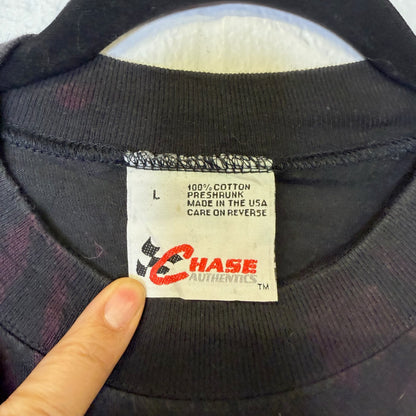 L
100% COTTON
PRESHRUNK
MADE IN THE USA
CARE ON REVERSE
CHASE
AUTHENTICS
TM